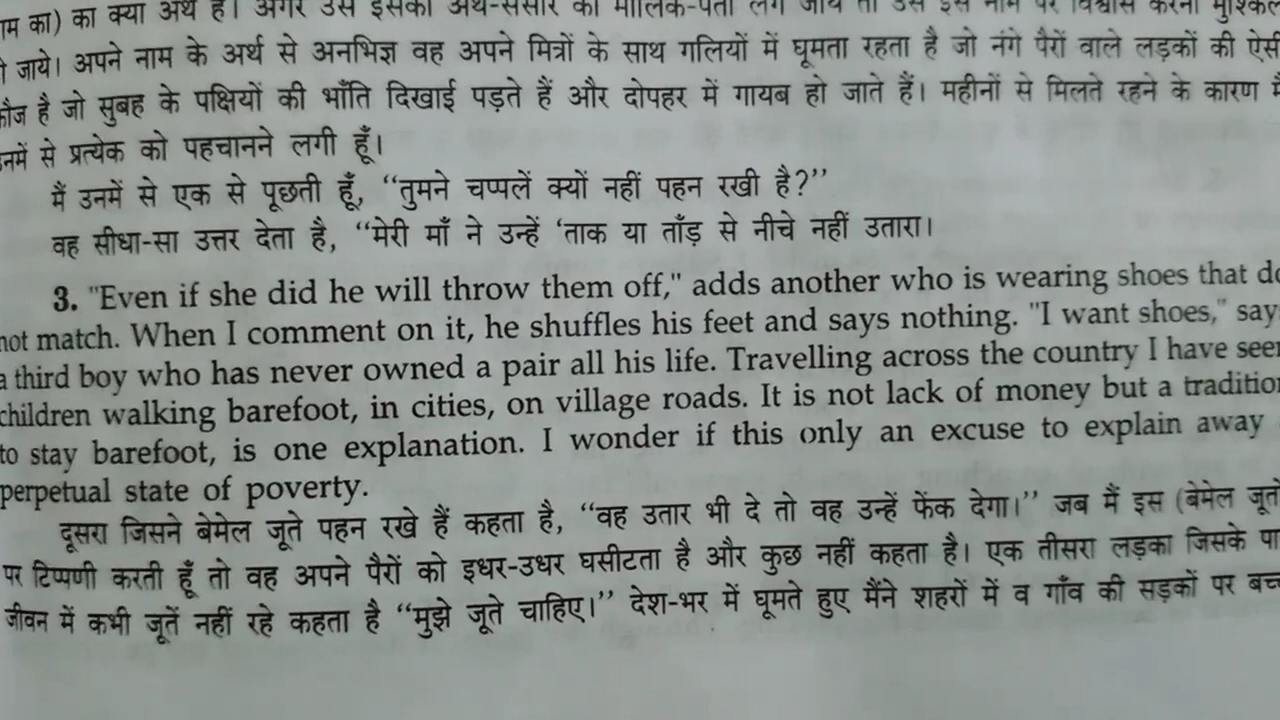 का) का क्या अर्थ है। अगर उसे इसका अर्थ-संसार का मालिक-पता लग जाये तो उसे इस नाम पर विश्वास करना मुश्किल
जाये। अपने नाम के अर्थ से अनभिज्ञ वह अपने मित्रों के साथ गलियों में घूमता रहता है जो नंगे पैरों वाले लड़कों की ऐसी
है जो सुबह के पक्षियों की भाँति दिखाई पड़ते हैं और दोपहर में गायब हो जाते हैं। महीनों से मिलते रहने के कारण
में से प्रत्येक को पहचानने लगी हूँ।
मैं उनमें से एक से पूछती हूँ, “तुमने चप्पलें क्यों नहीं पहन रखी है?”
वह सीधा-सा उत्तर देता है, “मेरी माँ ने उन्हें ‘ताक या ताँड़ से नीचे नहीं उतारा।
3. "Even if she did he will throw them off," adds another who is wearing shoes that do
not match. When I comment on it, he shuffles his feet and says nothing. "I want shoes," say
a third boy who has never owned a pair all his life. Travelling across the country I have seen
children walking barefoot, in cities, on village roads. It is not lack of money but a tradition
to stay barefoot, is one explanation. I wonder if this only an excuse to explain away
perpetual state of poverty.
दूसरा जिसने बेमेल जूते पहन रखे हैं कहता है, “वह उतार भी दे तो वह उन्हें फेंक देगा।” जब मैं इस (बेमेल जूते
पर टिप्पणी करती हूँ तो वह अपने पैरों को इधर-उधर घसीटता है और कुछ नहीं कहता है। एक तीसरा लड़का जिसके पा
जीवन में कभी जूतें नहीं रहे कहता है “मुझे जूते चाहिए।” देश-भर में घूमते हुए मैंने शहरों में व गाँव की सड़कों पर बच्